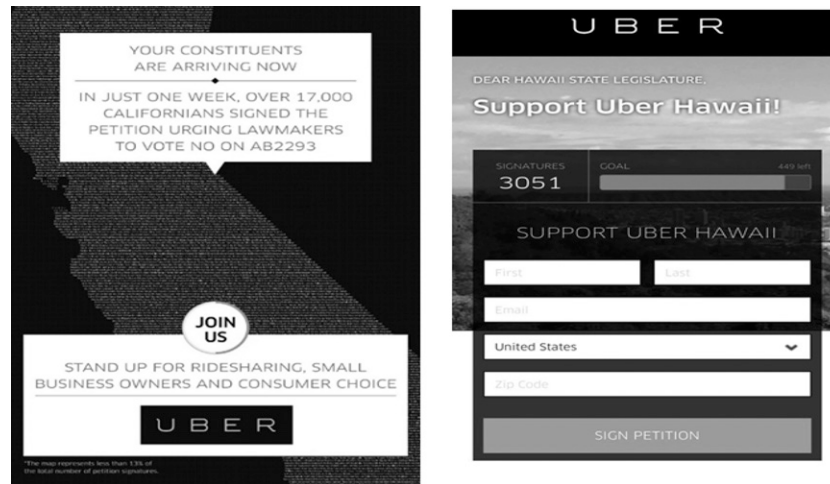 YOUR CONSTITUENTS
ARE ARRIVING NOW
IN JUST ONE WEEK, OVER 17,000
CALIFORNIANS SIGNED THE
PETITION URGING LAWMAKERS
TO VOTE NO ON AB2293
JOIN
US
STAND UP FOR RIDESHARING, SMALL
BUSINESS OWNERS AND CONSUMER CHOICE
UBER
*The map represents less than 13% of
the total number of petition signatures.
UBER
DEAR HAWAII STATE LEGISLATURE,
Support Uber Hawaii!
SIGNATURES
3051
GOAL
449 left
SUPPORT UBER HAWAII
First
Last
Email
United States
Zip Code
SIGN PETITION